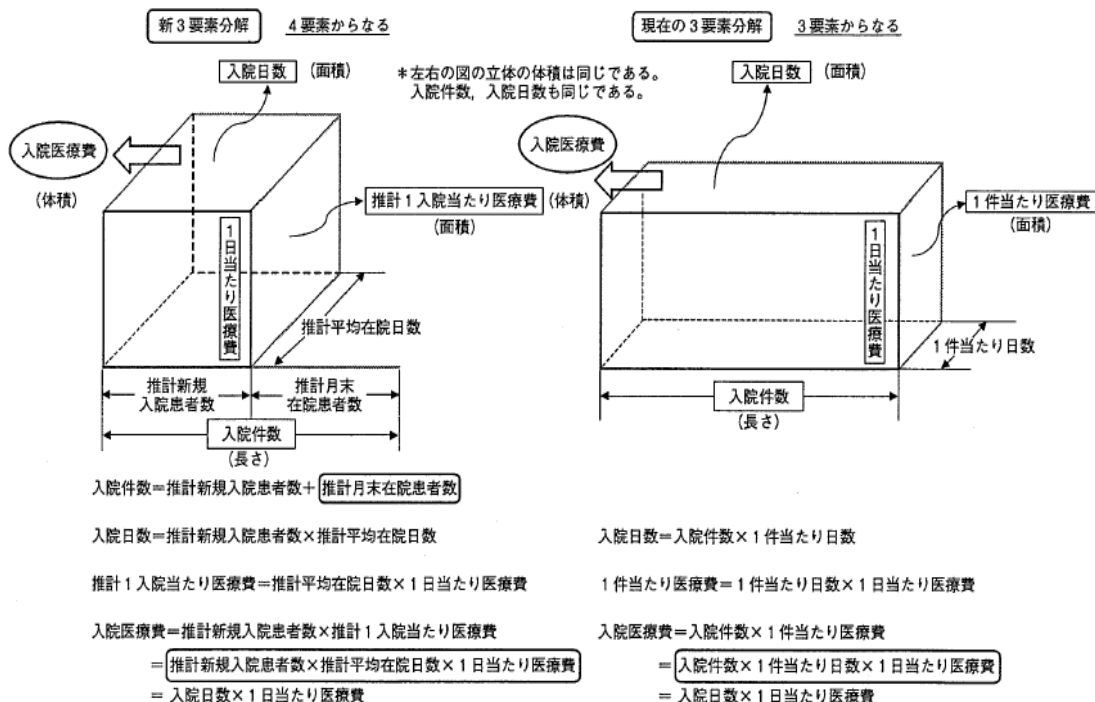 新3要素分解 4要素からなる
入院日数 (面積)
*左右の図の立体の体積は同じである。
入院件数，入院日数も同じである。
入院医療費
(体積)
推計1入院当たり医療費
(面積)
1日当たり医療費
推計平均在院日数
推計新規
入院患者数
推計月末
在院患者数
入院件数
(長さ)
入院件数＝推計新規入院患者数＋推計月末在院患者数
入院日数＝推計新規入院患者数×推計平均在院日数
推計1入院当たり医療費＝推計平均在院日数×1日当たり医療費
入院医療費＝推計新規入院患者数×推計1入院当たり医療費
＝推計新規入院患者数×推計平均在院日数×1日当たり医療費
＝入院日数×1日当たり医療費
現在の3要素分解 3要素からなる
入院日数 (面積)
入院医療費
(体積)
1件当たり医療費
(面積)
1日当たり医療費
1件当たり日数
入院件数
(長さ)
入院日数＝入院件数×1件当たり日数
1件当たり医療費＝1件当たり日数×1日当たり医療費
入院医療費＝入院件数×1件当たり医療費
＝入院件数×1件当たり日数×1日当たり医療費
＝入院日数×1日当たり医療費